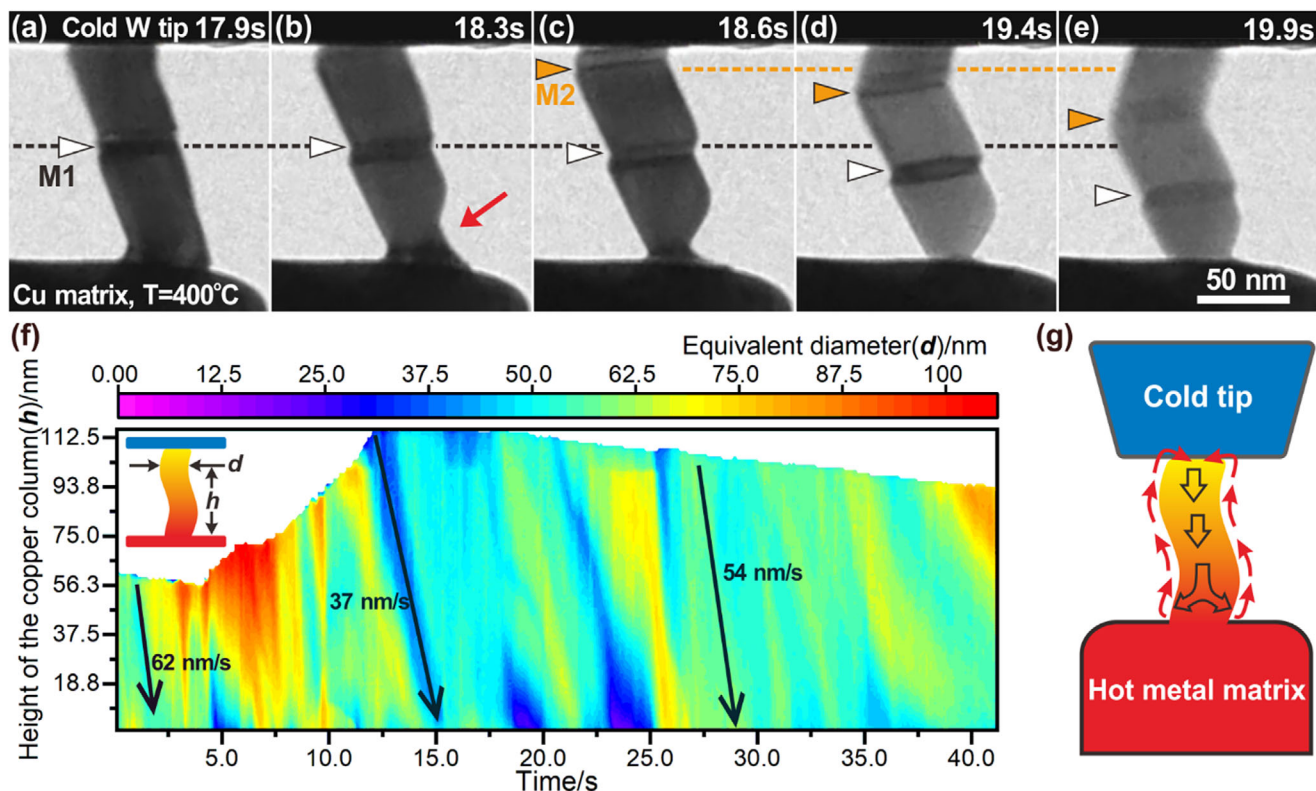 (a) Cold W tip 17.9s
(b) 18.3s
(c) 18.6s
(d) 19.4s
(e) 19.9s
M1
M2
Cu matrix, T=400°C
50 nm
(f)
Equivalent diameter(d)/nm
0.00 12.5 25.0 37.5 50.0 62.5 75.0 87.5 100
Height of the copper column(h)/nm
112.5
93.8
75.0
56.3
37.5
18.8
d
h
62 nm/s
37 nm/s
54 nm/s
5.0 10.0 15.0 20.0 25.0 30.0 35.0 40.0
Time/s
(g)
Cold tip
Hot metal matrix